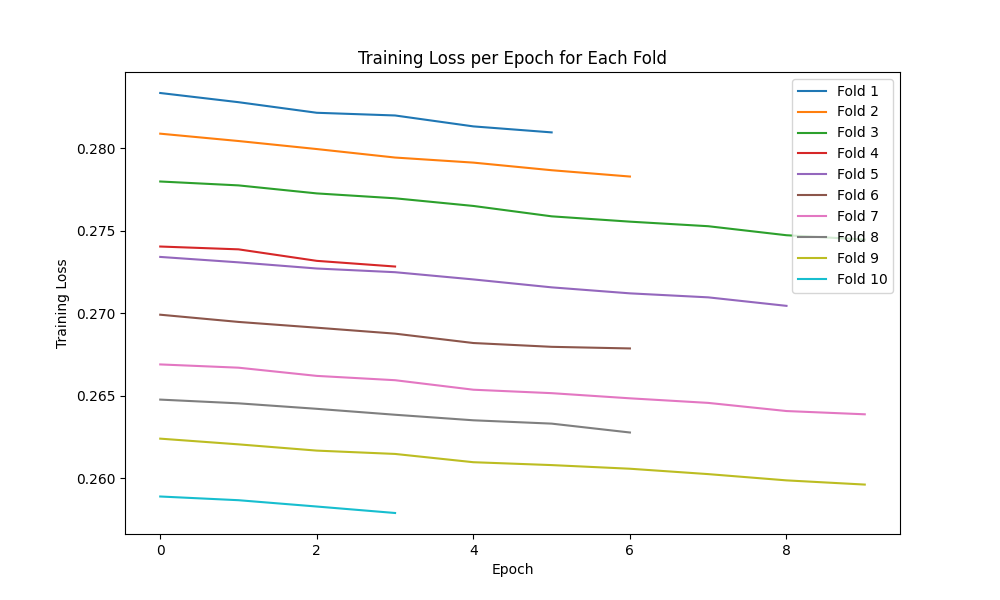 Training Loss per Epoch for Each Fold
Training Loss
0.280
0.275
0.270
0.265
0.260
Fold 1
Fold 2
Fold 3
Fold 4
Fold 5
Fold 6
Fold 7
Fold 8
Fold 9
Fold 10
0 2 4 6 8
Epoch